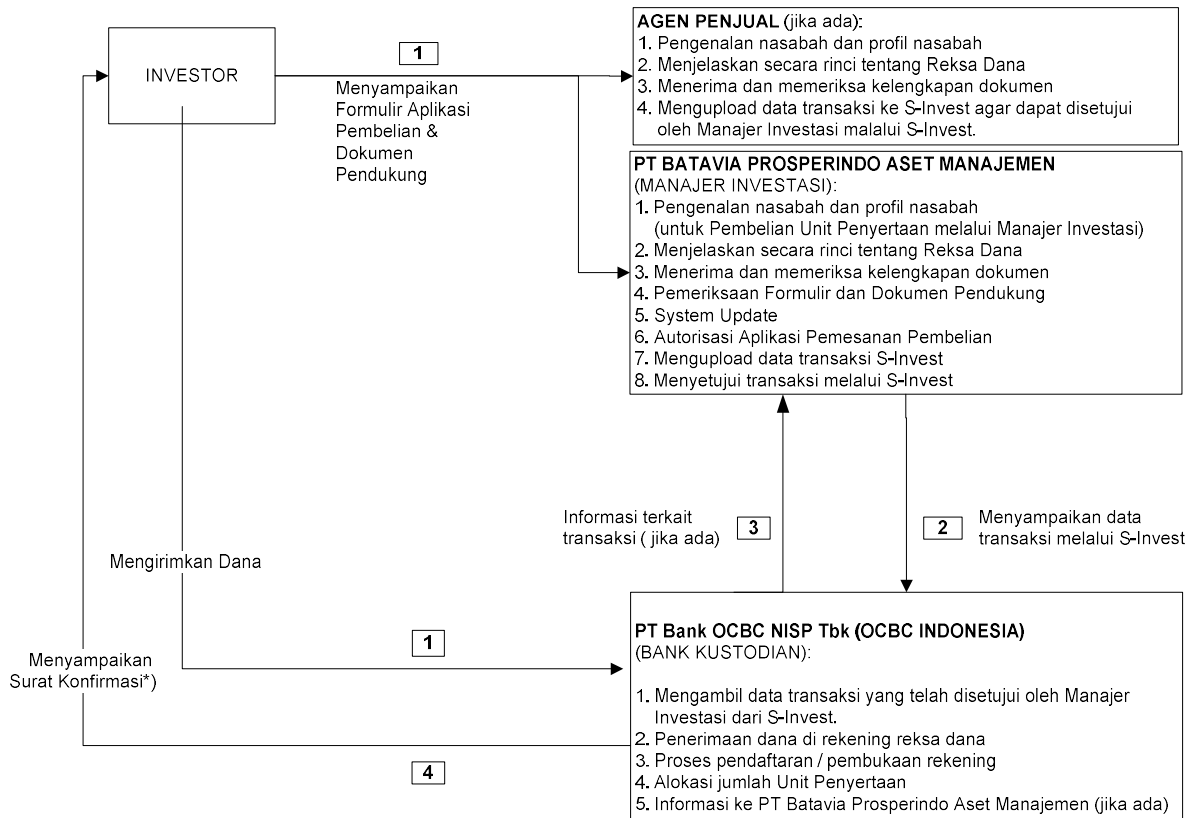 INVESTOR
1
Menyampaikan
Formulir Aplikasi
Pembelian &
Dokumen
Pendukung
AGEN PENJUAL (jika ada):
1. Pengenalan nasabah dan profil nasabah
2. Menjelaskan secara rinci tentang Reksa Dana
3. Menerima dan memeriksa kelengkapan dokumen
4. Mengupload data transaksi ke S-Invest agar dapat disetujui
oleh Manajer Investasi malalui S-Invest.
PT BATAVIA PROSPERINDO ASET MANAJEMEN
(MANAJER INVESTASI):
1. Pengenalan nasabah dan profil nasabah
(untuk Pembelian Unit Penyertaan melalui Manajer Investasi)
2. Menjelaskan secara rinci tentang Reksa Dana
3. Menerima dan memeriksa kelengkapan dokumen
4. Pemeriksaan Formulir dan Dokumen Pendukung
5. System Update
6. Autorisasi Aplikasi Pemesanan Pembelian
7. Mengupload data transaksi S-Invest
8. Menyetujui transaksi melalui S-Invest
Informasi terkait
transaksi ( jika ada)
3
2
Menyampaikan data
transaksi melalui S-Invest
Mengirimkan Dana
1
Menyampaikan
Surat Konfirmasi*)
4
PT Bank OCBC NISP Tbk (OCBC INDONESIA)
(BANK KUSTODIAN):
1. Mengambil data transaksi yang telah disetujui oleh Manajer
Investasi dari S-Invest.
2. Penerimaan dana di rekening reksa dana
3. Proses pendaftaran / pembukaan rekening
4. Alokasi jumlah Unit Penyertaan
5. Informasi ke PT Batavia Prosperindo Aset Manajemen (jika ada)